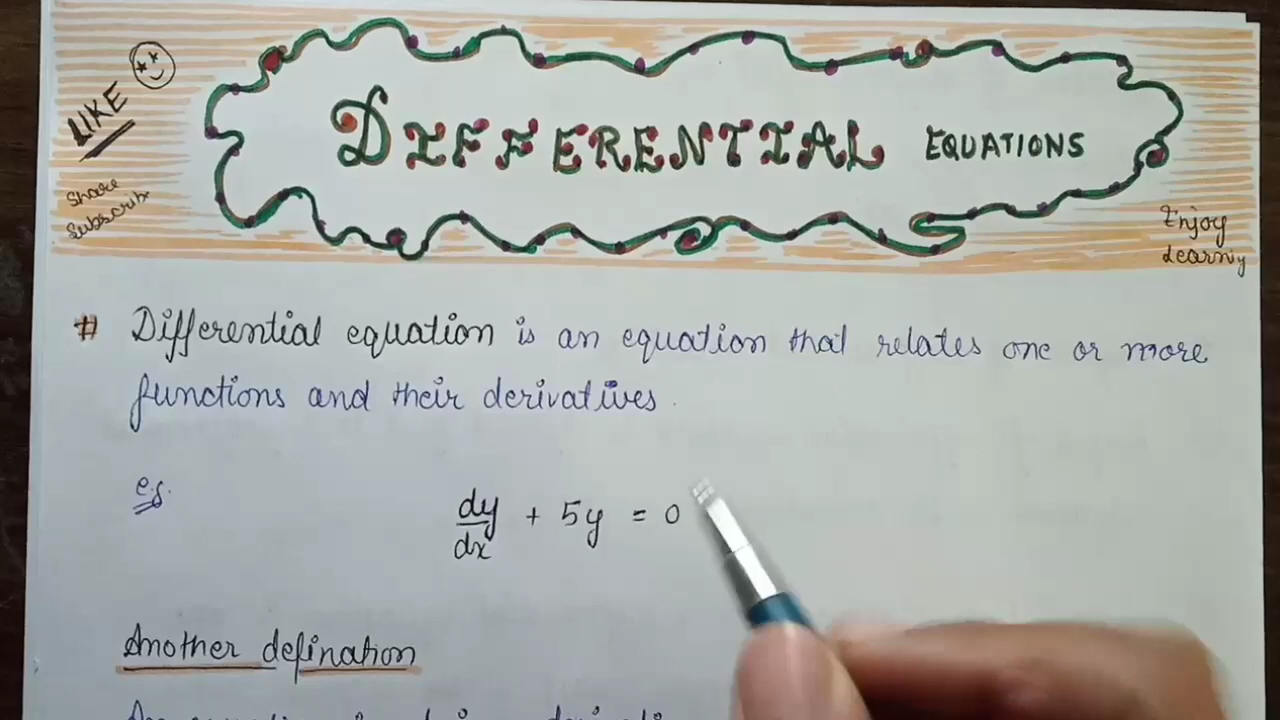 LIKE
Share
Subscribe
DIFFERENTIAL EQUATIONS
Enjoy
Learning
# Differential equation is an equation that relates one or more
functions and their derivatives.
e.g.
dy/dx + 5y = 0
Another defination